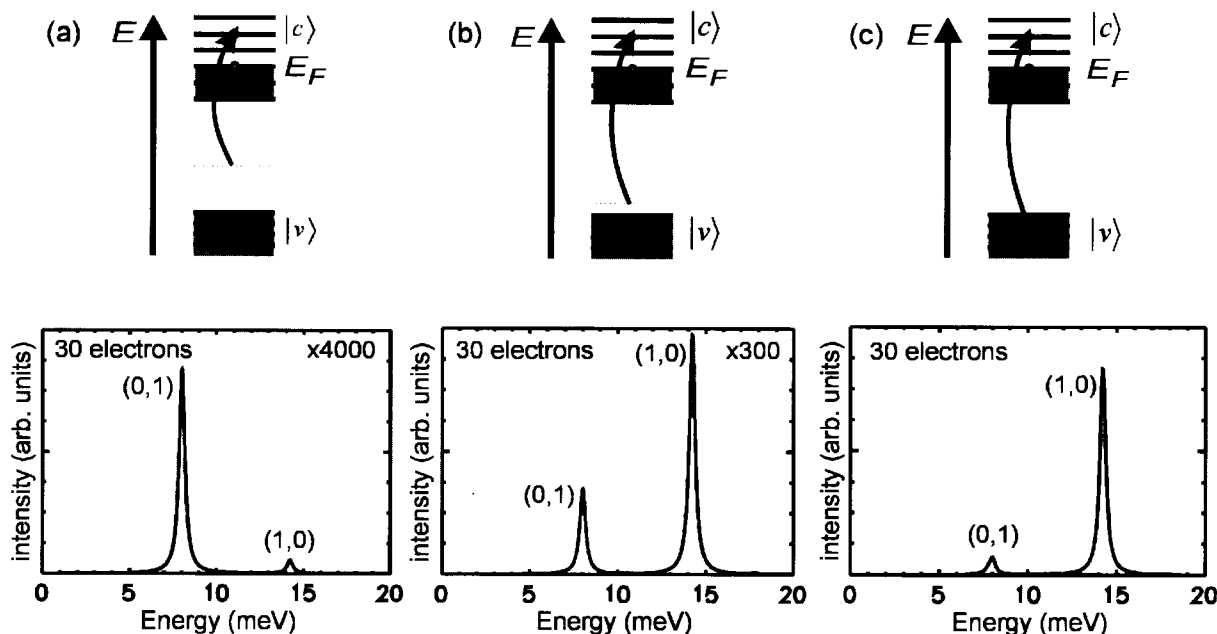 (a) E |c⟩
E_F
|v⟩
(b) E |c⟩
E_F
|v⟩
(c) E |c⟩
E_F
|v⟩
30 electrons x4000
(0,1)
(1,0)
intensity (arb. units)
0 5 10 15 20
Energy (meV)
30 electrons x300
(1,0)
(0,1)
intensity (arb. units)
0 5 10 15 20
Energy (meV)
30 electrons
(1,0)
(0,1)
intensity (arb. units)
0 5 10 15 20
Energy (meV)